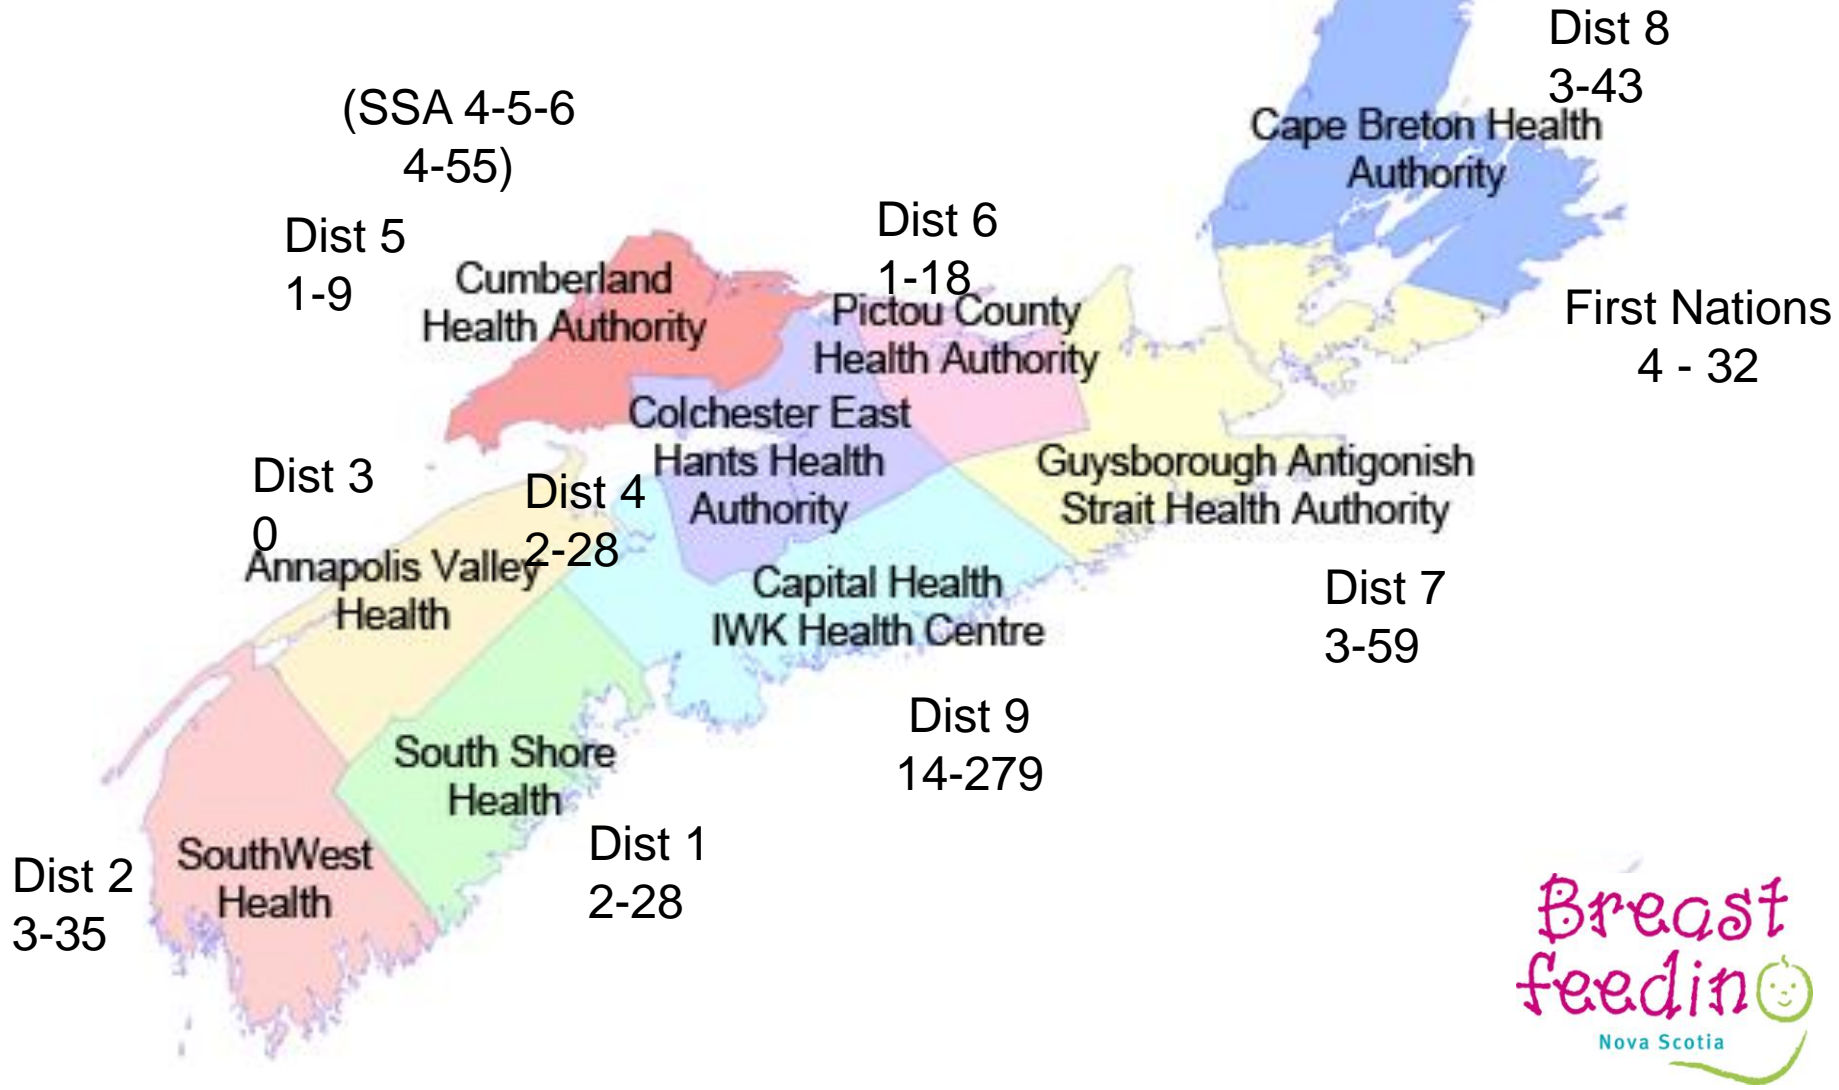 Dist 8
3-43
Cape Breton Health
Authority
(SSA 4-5-6
4-55)
Dist 5
1-9
Cumberland
Health Authority
Dist 6
1-18
Pictou County
Health Authority
First Nations
4 - 32
Colchester East
Hants Health
Authority
Guysborough Antigonish
Strait Health Authority
Dist 3
0
Dist 4
2-28
Annapolis Valley
Health
Capital Health
IWK Health Centre
Dist 7
3-59
Dist 9
14-279
South Shore
Health
Dist 1
2-28
SouthWest
Health
Dist 2
3-35
Breast
feeding
Nova Scotia